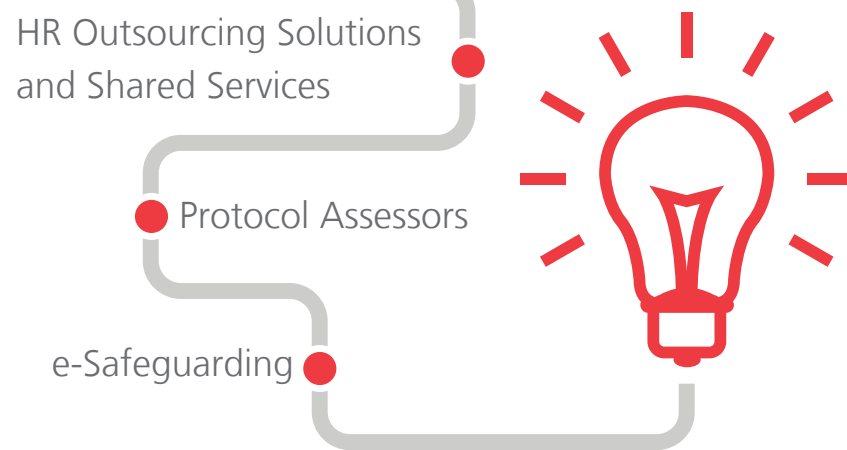 HR Outsourcing Solutions
and Shared Services
Protocol Assessors
e-Safeguarding